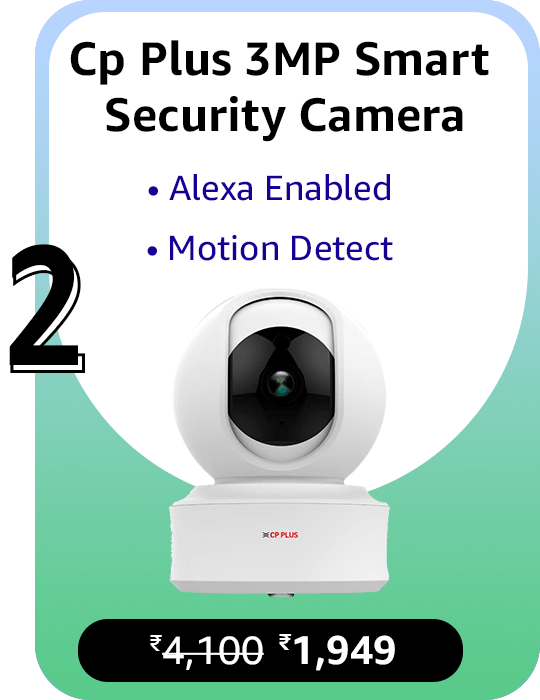 Cp Plus 3MP Smart
Security Camera
• Alexa Enabled
• Motion Detect
2
CP PLUS
₹4,100 ₹1,949